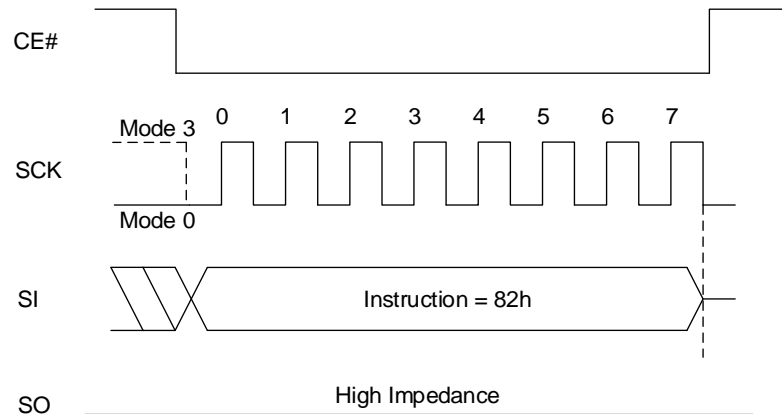 CE#
Mode 3
0 1 2 3 4 5 6 7
SCK
Mode 0
SI
Instruction = 82h
SO
High Impedance